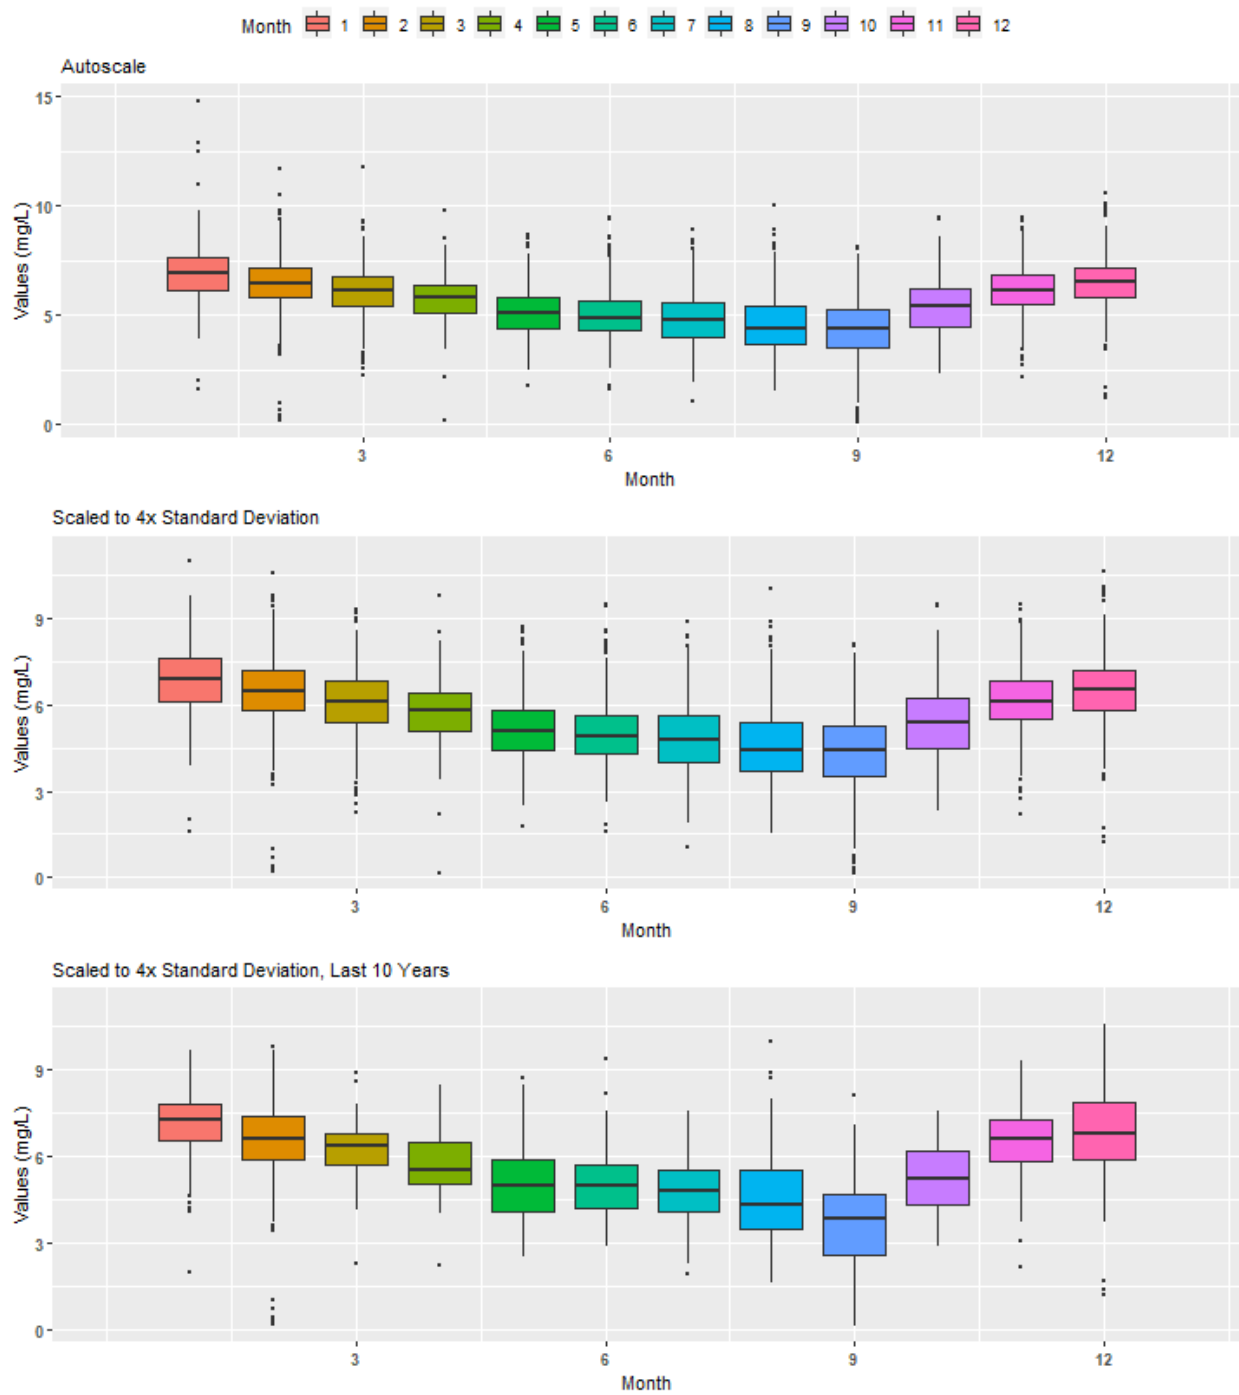 Month 1 2 3 4 5 6 7 8 9 10 11 12
Autoscale
Values (mg/L)
15
10
5
0
3 6 9 12
Month
Scaled to 4x Standard Deviation
Values (mg/L)
9
6
3
0
3 6 9 12
Month
Scaled to 4x Standard Deviation, Last 10 Years
Values (mg/L)
9
6
3
0
3 6 9 12
Month